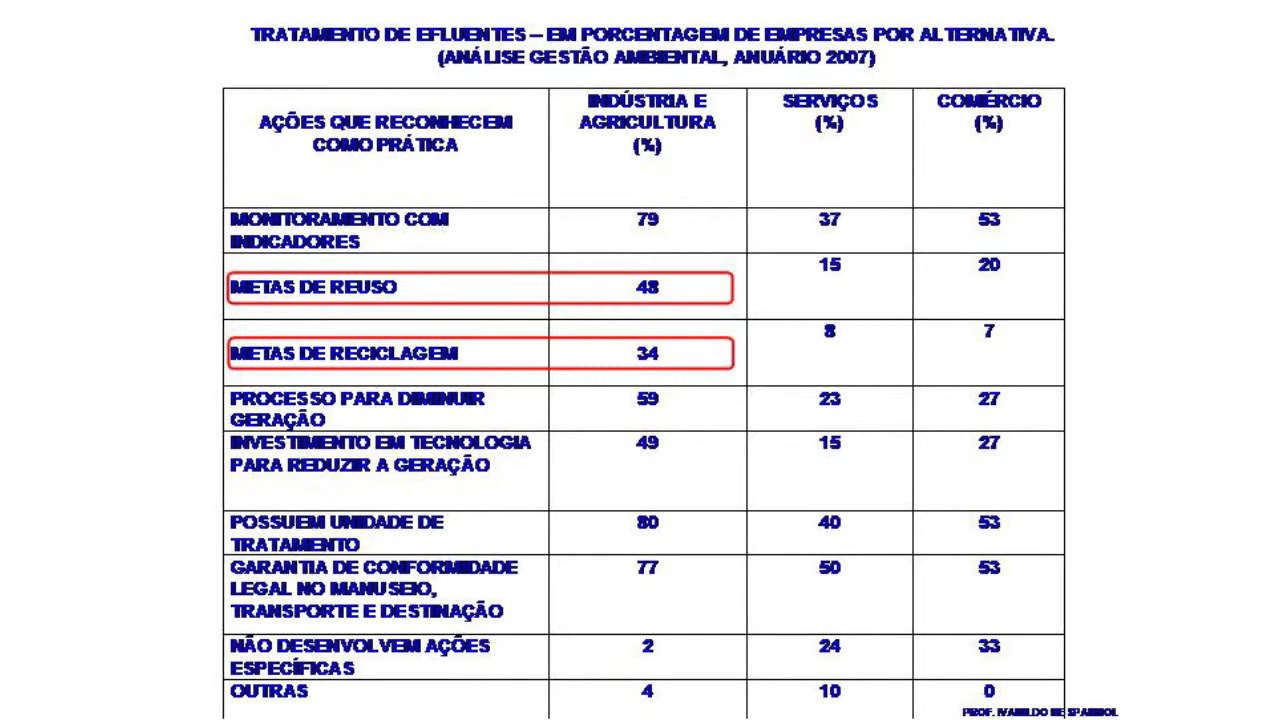 TRATAMENTO DE EFLUENTES – EM PORCENTAGEM DE EMPRESAS POR ALTERNATIVA.
(ANÁLISE GESTÃO AMBIENTAL, ANUÁRIO 2007)
AÇÕES QUE RECONHECEM
COMO PRÁTICA
INDÚSTRIA E
AGRICULTURA
(%)
SERVIÇOS
(%)
COMÉRCIO
(%)
MONITORAMENTO COM
INDICADORES
79
37
53
METAS DE REUSO
48
15
20
METAS DE RECICLAGEM
34
8
7
PROCESSO PARA DIMINUIR
GERAÇÃO
59
23
27
INVESTIMENTO EM TECNOLOGIA
PARA REDUZIR A GERAÇÃO
49
15
27
POSSUEM UNIDADE DE
TRATAMENTO
80
40
53
GARANTIA DE CONFORMIDADE
LEGAL NO MANUSEIO,
TRANSPORTE E DESTINAÇÃO
77
50
53
NÃO DESENVOLVEM AÇÕES
ESPECÍFICAS
2
24
33
OUTRAS
4
10
0
PROF.